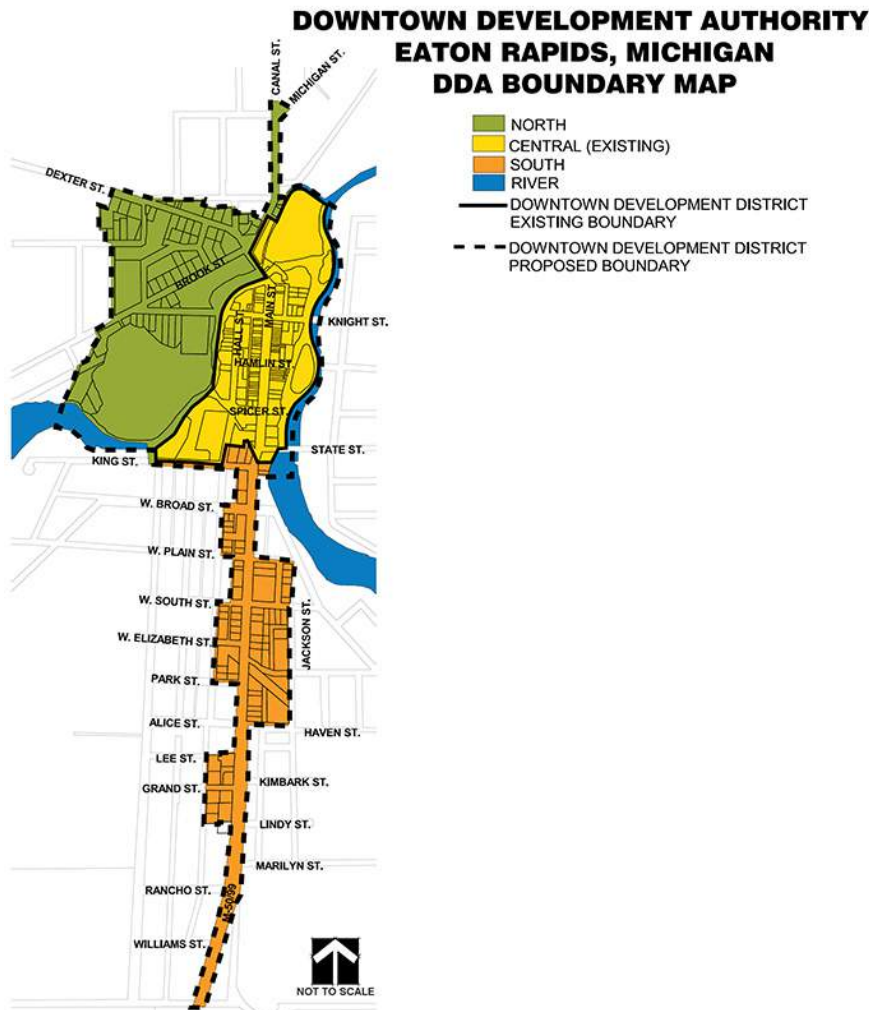 DOWNTOWN DEVELOPMENT AUTHORITY
EATON RAPIDS, MICHIGAN
DDA BOUNDARY MAP
NORTH
CENTRAL (EXISTING)
SOUTH
RIVER
DOWNTOWN DEVELOPMENT DISTRICT
EXISTING BOUNDARY
DOWNTOWN DEVELOPMENT DISTRICT
PROPOSED BOUNDARY
CANAL ST.
MICHIGAN ST.
DEXTER ST.
BROOK ST.
MAIN ST.
HALL ST.
KNIGHT ST.
HAMLIN ST.
SPICER ST.
STATE ST.
KING ST.
W. BROAD ST.
W. PLAIN ST.
W. SOUTH ST.
JACKSON ST.
W. ELIZABETH ST.
PARK ST.
ALICE ST.
HAVEN ST.
LEE ST.
KIMBARK ST.
GRAND ST.
LINDY ST.
MARILYN ST.
RANCHO ST.
M-50/99
WILLIAMS ST.
NOT TO SCALE